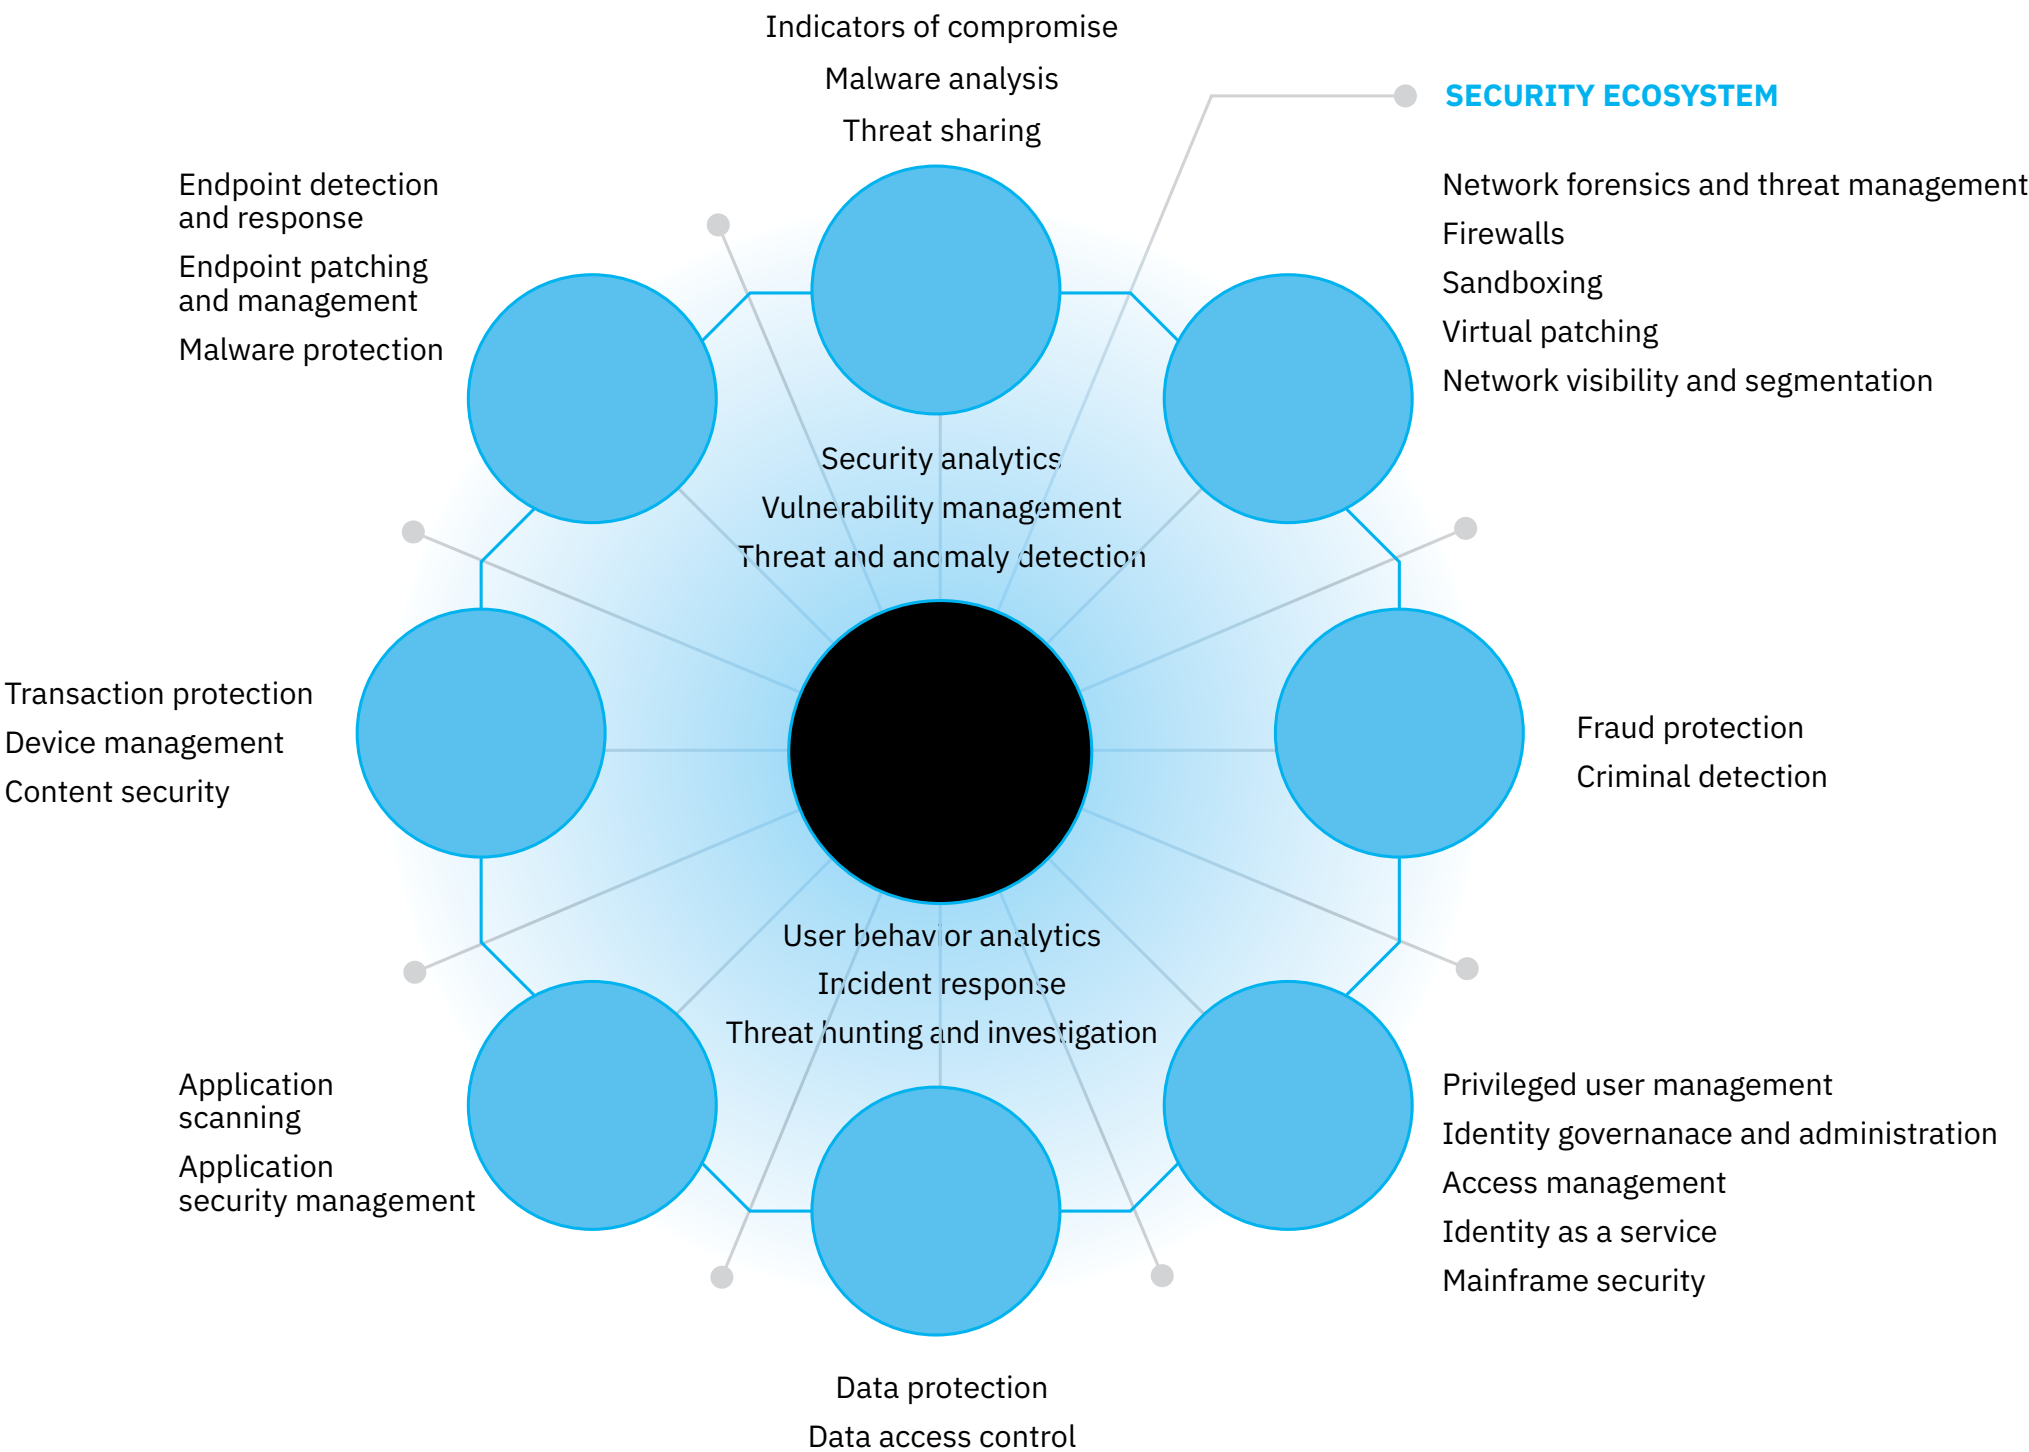 Indicators of compromise
Malware analysis
Threat sharing
SECURITY ECOSYSTEM
Endpoint detection
and response
Endpoint patching
and management
Malware protection
Network forensics and threat management
Firewalls
Sandboxing
Virtual patching
Network visibility and segmentation
Security analytics
Vulnerability management
Threat and anomaly detection
Transaction protection
Device management
Content security
Fraud protection
Criminal detection
User behavior analytics
Incident response
Threat hunting and investigation
Application
scanning
Application
security management
Privileged user management
Identity governanace and administration
Access management
Identity as a service
Mainframe security
Data protection
Data access control